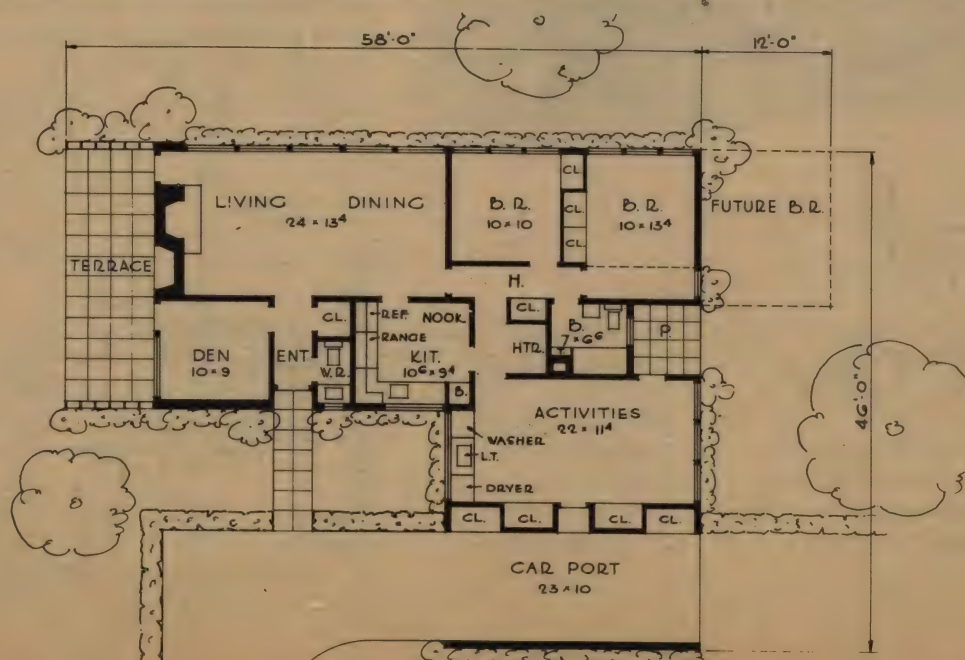 6
58'-0"
12'-0"
CL.
LIVING DINING
24 × 13⁴
B. R.
10 × 10
CL.
B. R.
10 × 13⁴
FUTURE B.R.
CL.
TERRACE
H.
REF. NOOK
CL.
CL.
B.
7 × 6⁶
P.
RANGE
DEN
10 × 9
ENT.
W.R.
KIT.
10⁶ × 9⁴
HTR.
B.
ACTIVITIES
22 × 11⁴
46'-0"
WASHER
L.T.
DRYER
CL.
CL.
CL.
CL.
CAR PORT
23 × 10